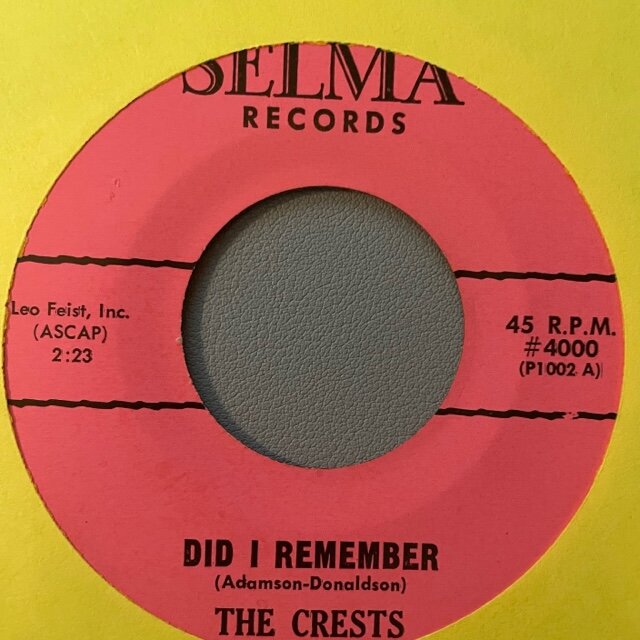 SELMA
RECORDS
Leo Feist, Inc.
(ASCAP)
2:23
45 R.P.M.
#4000
(P1002 A)
DID I REMEMBER
(Adamson-Donaldson)
THE CRESTS